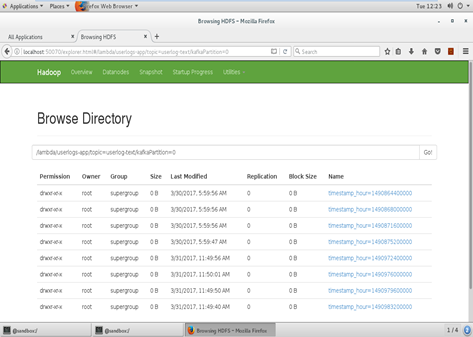 Applications Places Firefox Web Browser Tue 12:23
Browsing HDFS - Mozilla Firefox
All Applications Browsing HDFS
localhost:50070/explorer.html#/lambda/userlogs-app/topic=userlog-text/kafkaPartition=0 Search
Hadoop Overview Datanodes Snapshot Startup Progress Utilities
Browse Directory
/lambda/userlogs-app/topic=userlog-text/kafkaPartition=0 Go!
Permission Owner Group Size Last Modified Replication Block Size Name
drwxr-xr-x root supergroup 0 B 3/30/2017, 5:59:56 AM 0 0 B timestamp_hour=1490864400000
drwxr-xr-x root supergroup 0 B 3/30/2017, 5:59:56 AM 0 0 B timestamp_hour=1490868000000
drwxr-xr-x root supergroup 0 B 3/30/2017, 5:59:56 AM 0 0 B timestamp_hour=1490871600000
drwxr-xr-x root supergroup 0 B 3/30/2017, 5:59:47 AM 0 0 B timestamp_hour=1490875200000
drwxr-xr-x root supergroup 0 B 3/31/2017, 11:49:56 AM 0 0 B timestamp_hour=1490972400000
drwxr-xr-x root supergroup 0 B 3/31/2017, 11:50:01 AM 0 0 B timestamp_hour=1490976000000
drwxr-xr-x root supergroup 0 B 3/31/2017, 11:49:50 AM 0 0 B timestamp_hour=1490979600000
drwxr-xr-x root supergroup 0 B 3/31/2017, 11:49:40 AM 0 0 B timestamp_hour=1490983200000
@sandbox:/ @sandbox:/ Browsing HDFS - Mozilla Firefox 1 / 4